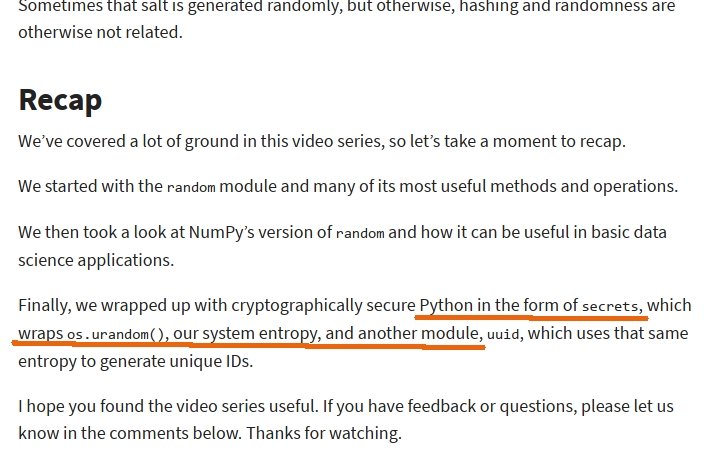 Sometimes that salt is generated randomly, but otherwise, hashing and randomness are
otherwise not related.
Recap
We've covered a lot of ground in this video series, so let's take a moment to recap.
We started with the random module and many of its most useful methods and operations.
We then took a look at NumPy's version of random and how it can be useful in basic data
science applications.
Finally, we wrapped up with cryptographically secure Python in the form of secrets, which
wraps os.urandom(), our system entropy, and another module, uuid, which uses that same
entropy to generate unique IDs.
I hope you found the video series useful. If you have feedback or questions, please let us
know in the comments below. Thanks for watching.